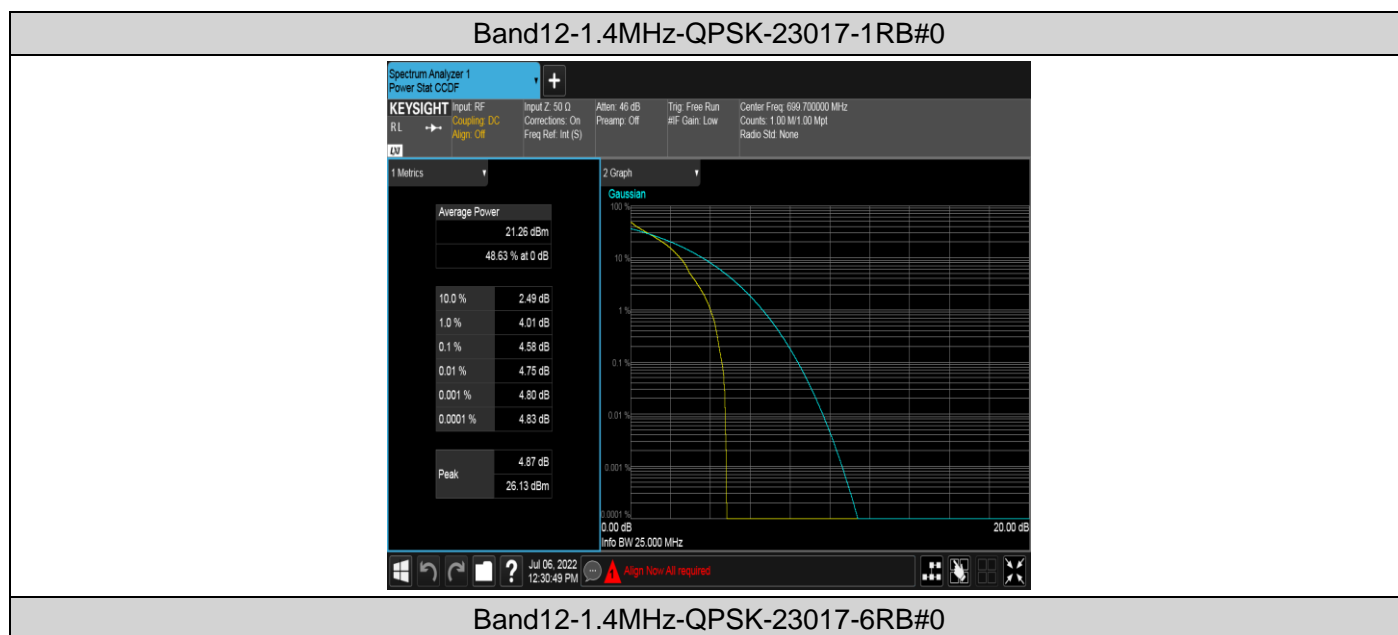 Band12-1.4MHz-QPSK-23017-1RB#0
Spectrum Analyzer 1
Power Stat CCDF
KEYSIGHT
RL
LXI
Input: RF
Coupling: DC
Align: Off
Input Z: 50 Ω
Corrections: On
Freq Ref: Int (S)
Atten: 46 dB
Preamp: Off
Trig: Free Run
#IF Gain: Low
Center Freq: 699.700000 MHz
Counts: 1.00 M/1.00 Mpt
Radio Std: None
1 Metrics
Average Power
21.26 dBm
48.63 % at 0 dB
10.0 % 2.49 dB
1.0 % 4.01 dB
0.1 % 4.58 dB
0.01 % 4.75 dB
0.001 % 4.80 dB
0.0001 % 4.83 dB
Peak
4.87 dB
26.13 dBm
2 Graph
Gaussian
100 %
10 %
1 %
0.1 %
0.01 %
0.001 %
0.0001 %
0.00 dB 20.00 dB
Info BW 25.000 MHz
?
Jul 06, 2022
12:30:49 PM
1
Align Now All required
Band12-1.4MHz-QPSK-23017-6RB#0